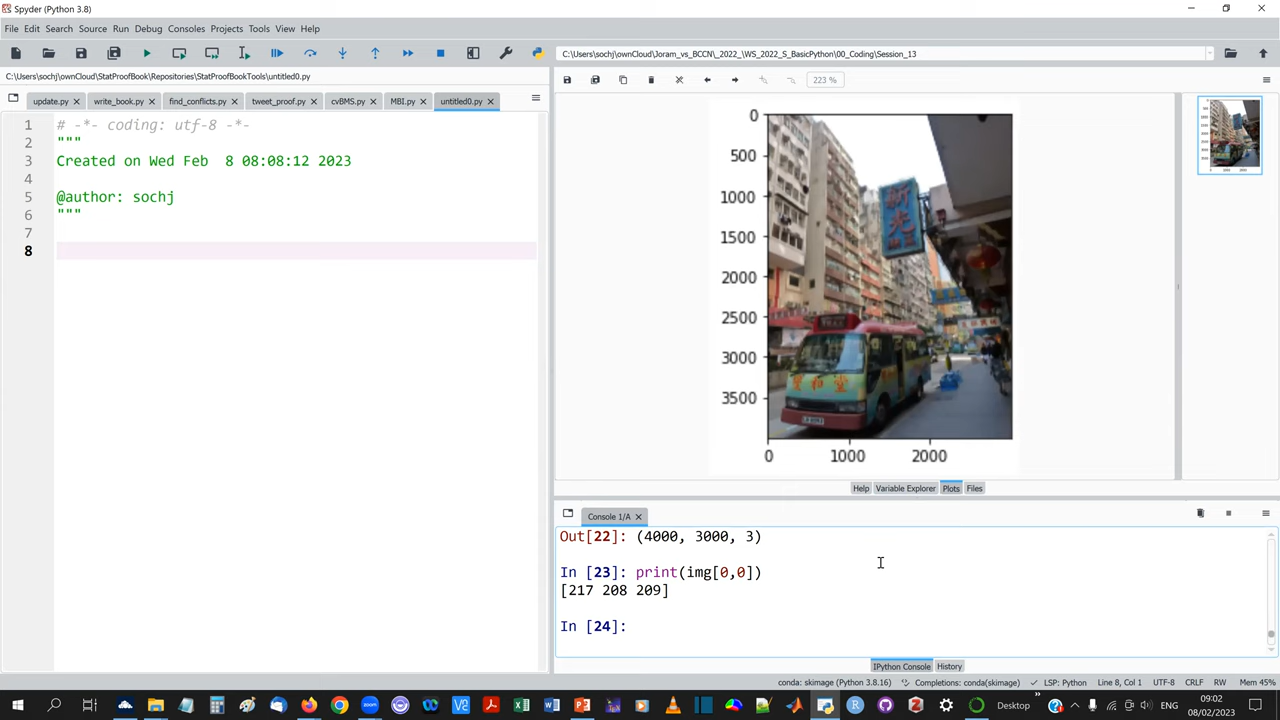 Spyder (Python 3.8)
File Edit Search Source Run Debug Consoles Projects Tools View Help
C:\Users\sochj\ownCloud\Joram_vs_BCCN\_2022_\WS_2022_S_BasicPython\00_Coding\Session_13
C:\Users\sochj\ownCloud\StatProofBook\Repositories\StatProofBookTools\untitled0.py
update.py write_book.py find_conflicts.py tweet_proof.py cvBMS.py MBI.py untitled0.py
223 %
1 # -*- coding: utf-8 -*-
2 """
3 Created on Wed Feb  8 08:08:12 2023
4
5 @author: sochj
6 """
7
8
0
500
1000
1500
2000
2500
3000
3500
0 1000 2000
新光
Help Variable Explorer Plots Files
Console 1/A
Out[22]: (4000, 3000, 3)
In [23]: print(img[0,0])
[217 208 209]
In [24]:
IPython Console History
conda: skimage (Python 3.8.16) Completions: conda(skimage) LSP: Python Line 8, Col 1 UTF-8 CRLF RW Mem 45%
Desktop ENG 09:02
08/02/2023